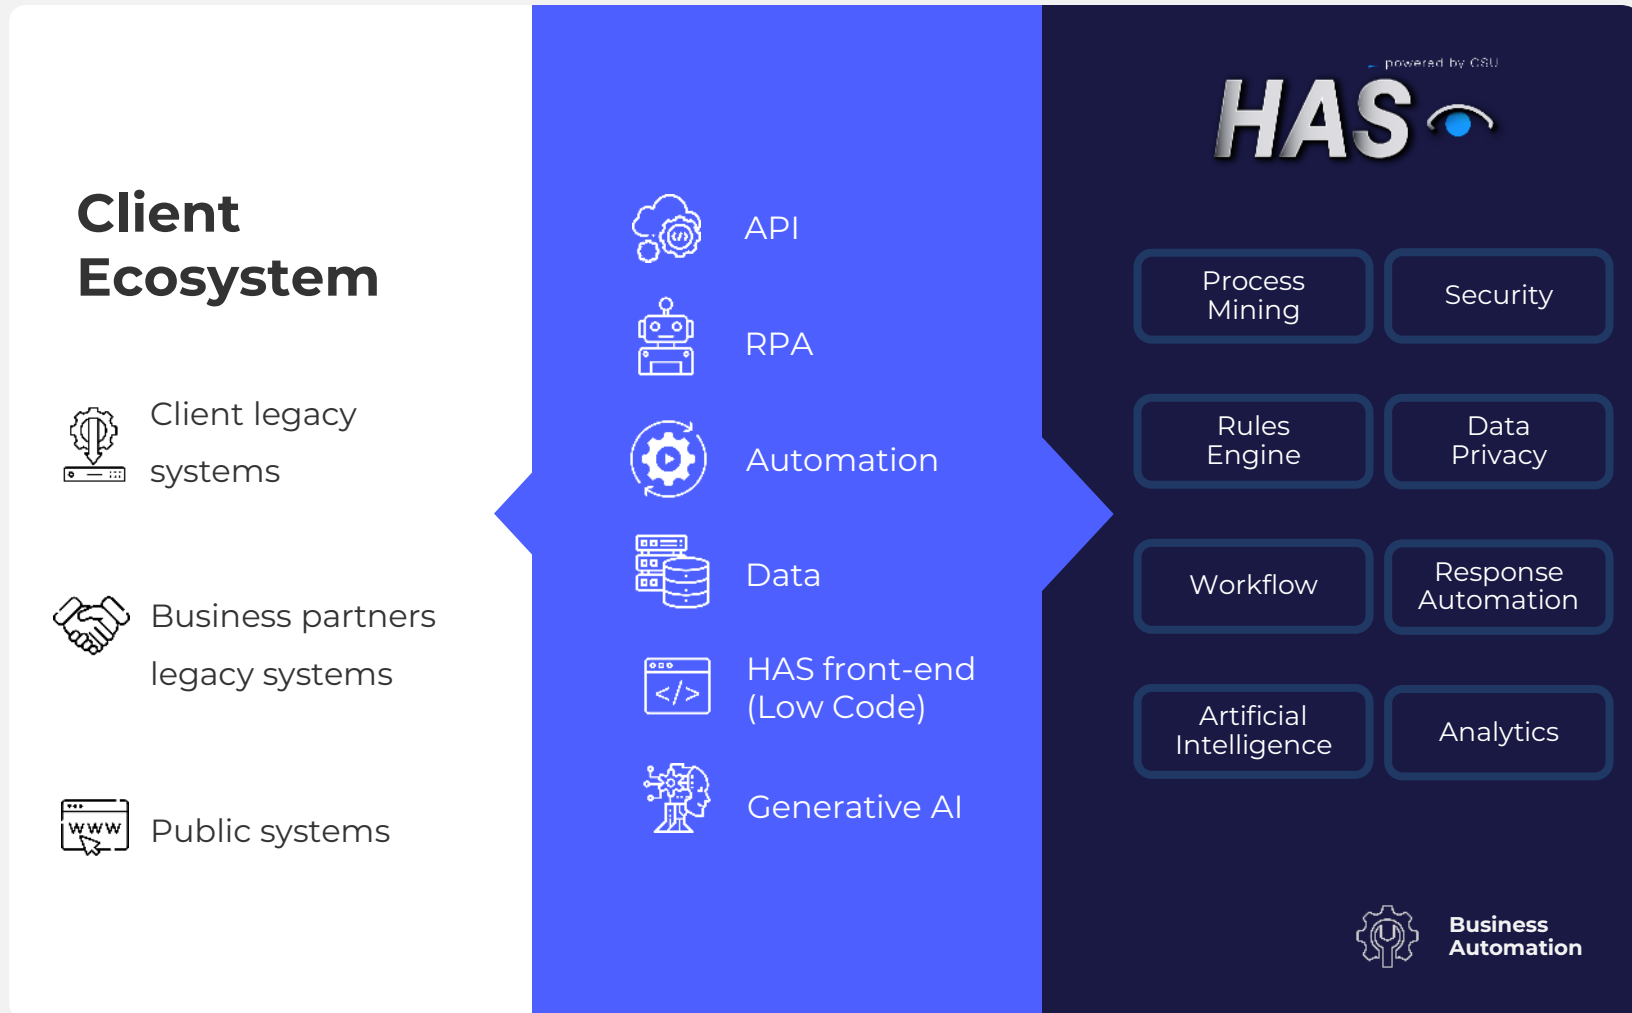 Client
Ecosystem
Client legacy
systems
Business partners
legacy systems
www
Public systems
API
RPA
Automation
Data
HAS front-end
(Low Code)
</>
Generative AI
powered by CSU
HAS
Process
Mining
Security
Rules
Engine
Data
Privacy
Workflow
Response
Automation
Artificial
Intelligence
Analytics
Business
Automation